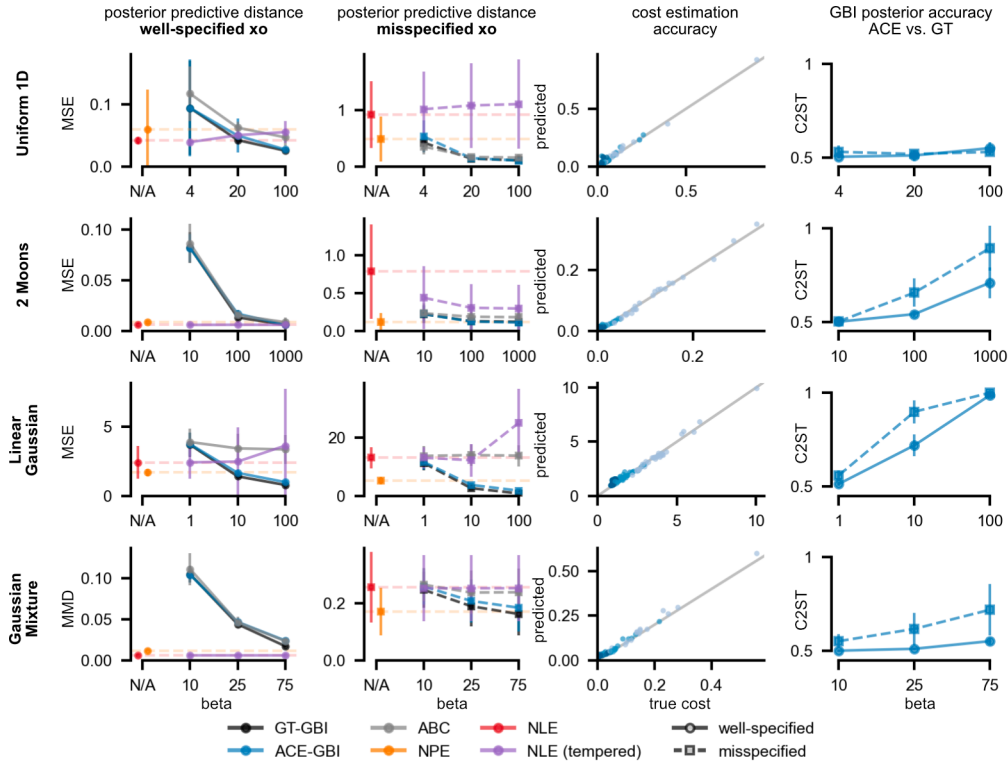 posterior predictive distance
well-specified xo
posterior predictive distance
misspecified xo
cost estimation
accuracy
GBI posterior accuracy
ACE vs. GT
Uniform 1D
MSE
0.1
0.0
N/A
4
20
100
1
0
N/A
4
20
100
predicted
0.5
0.0
0.0
0.5
C2ST
1
0.5
4
20
100
2 Moons
MSE
0.10
0.05
0.00
N/A
10
100
1000
1.0
0.5
0.0
N/A
10
100
1000
predicted
0.2
0.0
0.0
0.2
C2ST
1
0.5
10
100
1000
Linear
Gaussian
MSE
5
0
N/A
1
10
100
20
0
N/A
1
10
100
predicted
10
5
0
0
5
10
C2ST
1
0.5
1
10
100
Gaussian
Mixture
MMD
0.10
0.05
0.00
N/A
10
25
75
beta
0.2
0.0
N/A
10
25
75
beta
predicted
0.50
0.25
0.00
0.0
0.2
0.4
true cost
C2ST
1
0.5
10
25
75
beta
GT-GBI
ABC
NLE
well-specified
ACE-GBI
NPE
NLE (tempered)
misspecified